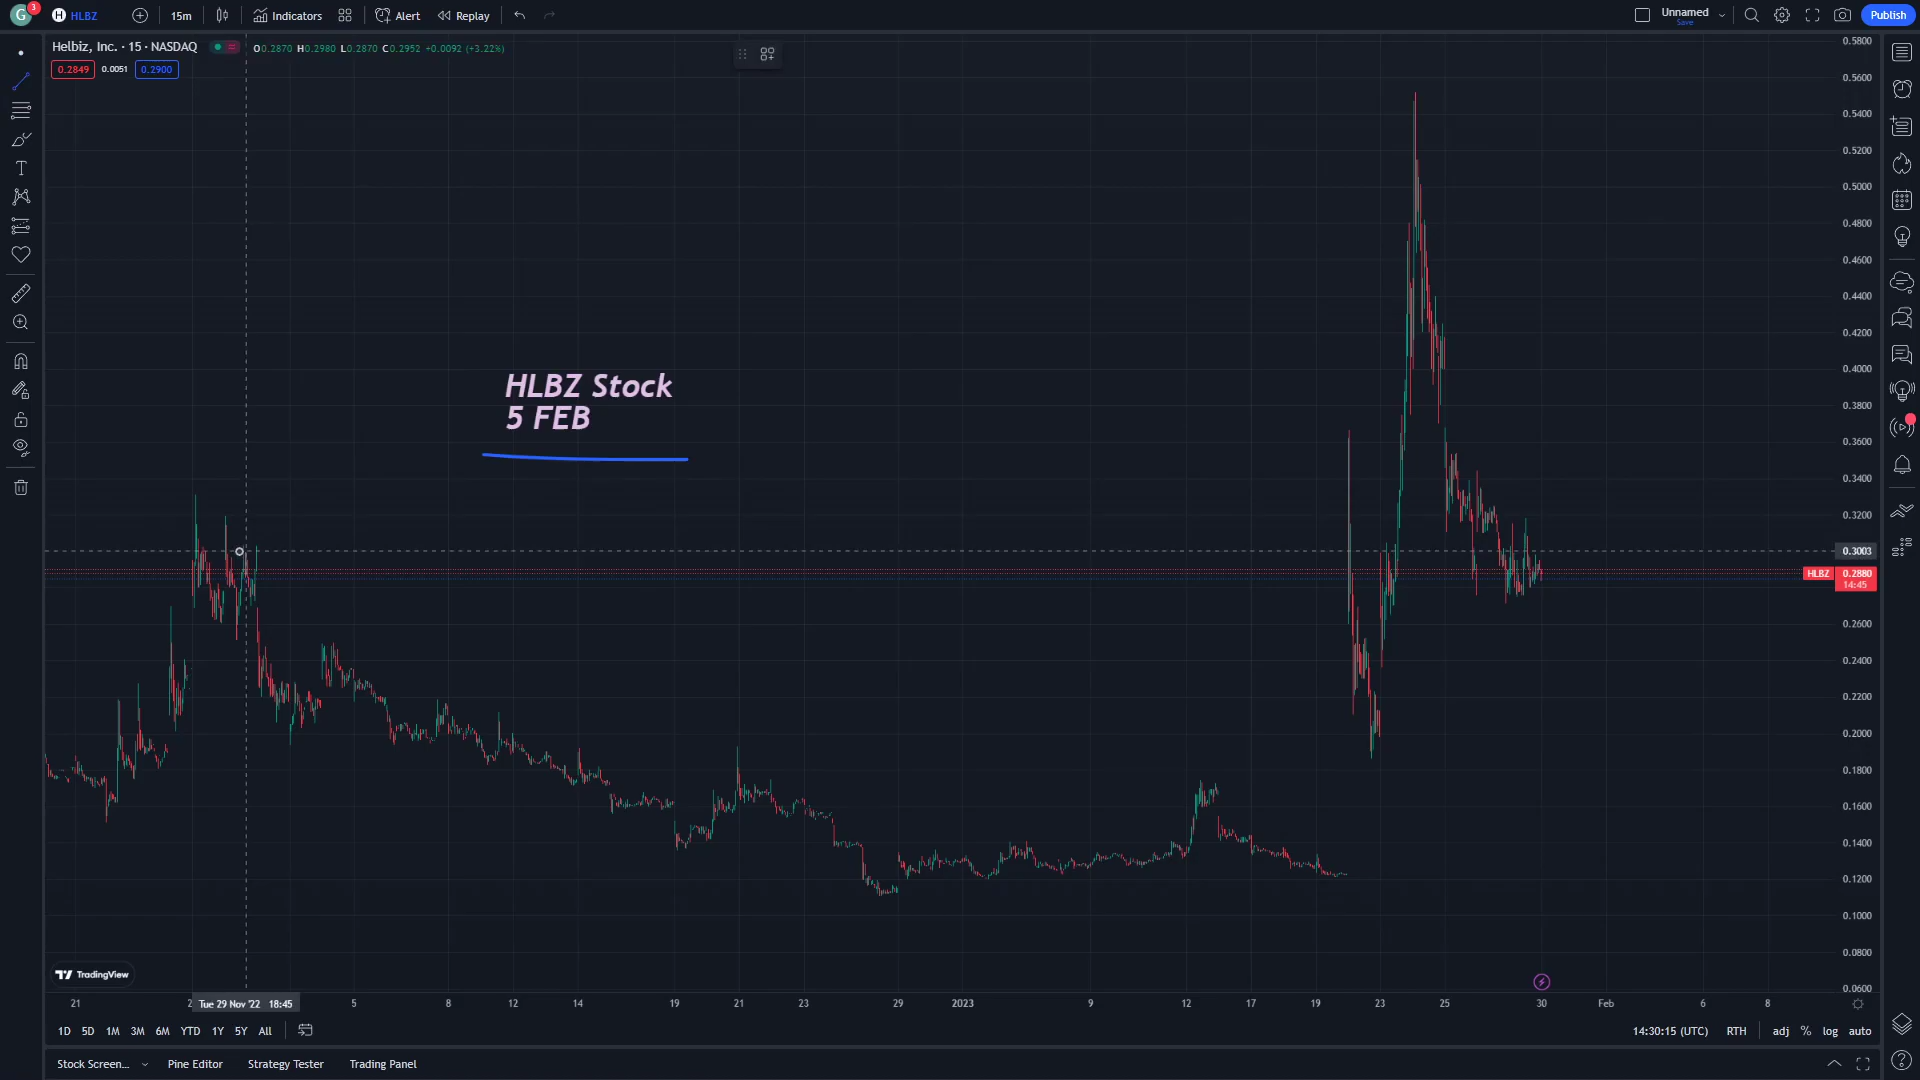 G 3 H HLBZ 15m Indicators Alert Replay Unnamed Save Publish
Helbiz, Inc. · 15 · NASDAQ O0.2870 H0.2980 L0.2870 C0.2952 +0.0092 (+3.22%)
0.2849 0.0051 0.2900
0.5800
0.5600
0.5400
0.5200
0.5000
0.4800
0.4600
0.4400
0.4200
0.4000
HLBZ Stock
5 FEB
0.3800
0.3600
0.3400
0.3200
0.3003
HLBZ 0.2880
14:45
0.2600
0.2400
0.2200
0.2000
0.1800
0.1600
0.1400
0.1200
0.1000
0.0800
TradingView
0.0600
21 2 Tue 29 Nov '22 18:45 5 8 12 14 19 21 23 29 2023 9 12 17 19 23 25 30 Feb 6 8
1D 5D 1M 3M 6M YTD 1Y 5Y All 14:30:15 (UTC) RTH adj % log auto
Stock Screen... Pine Editor Strategy Tester Trading Panel